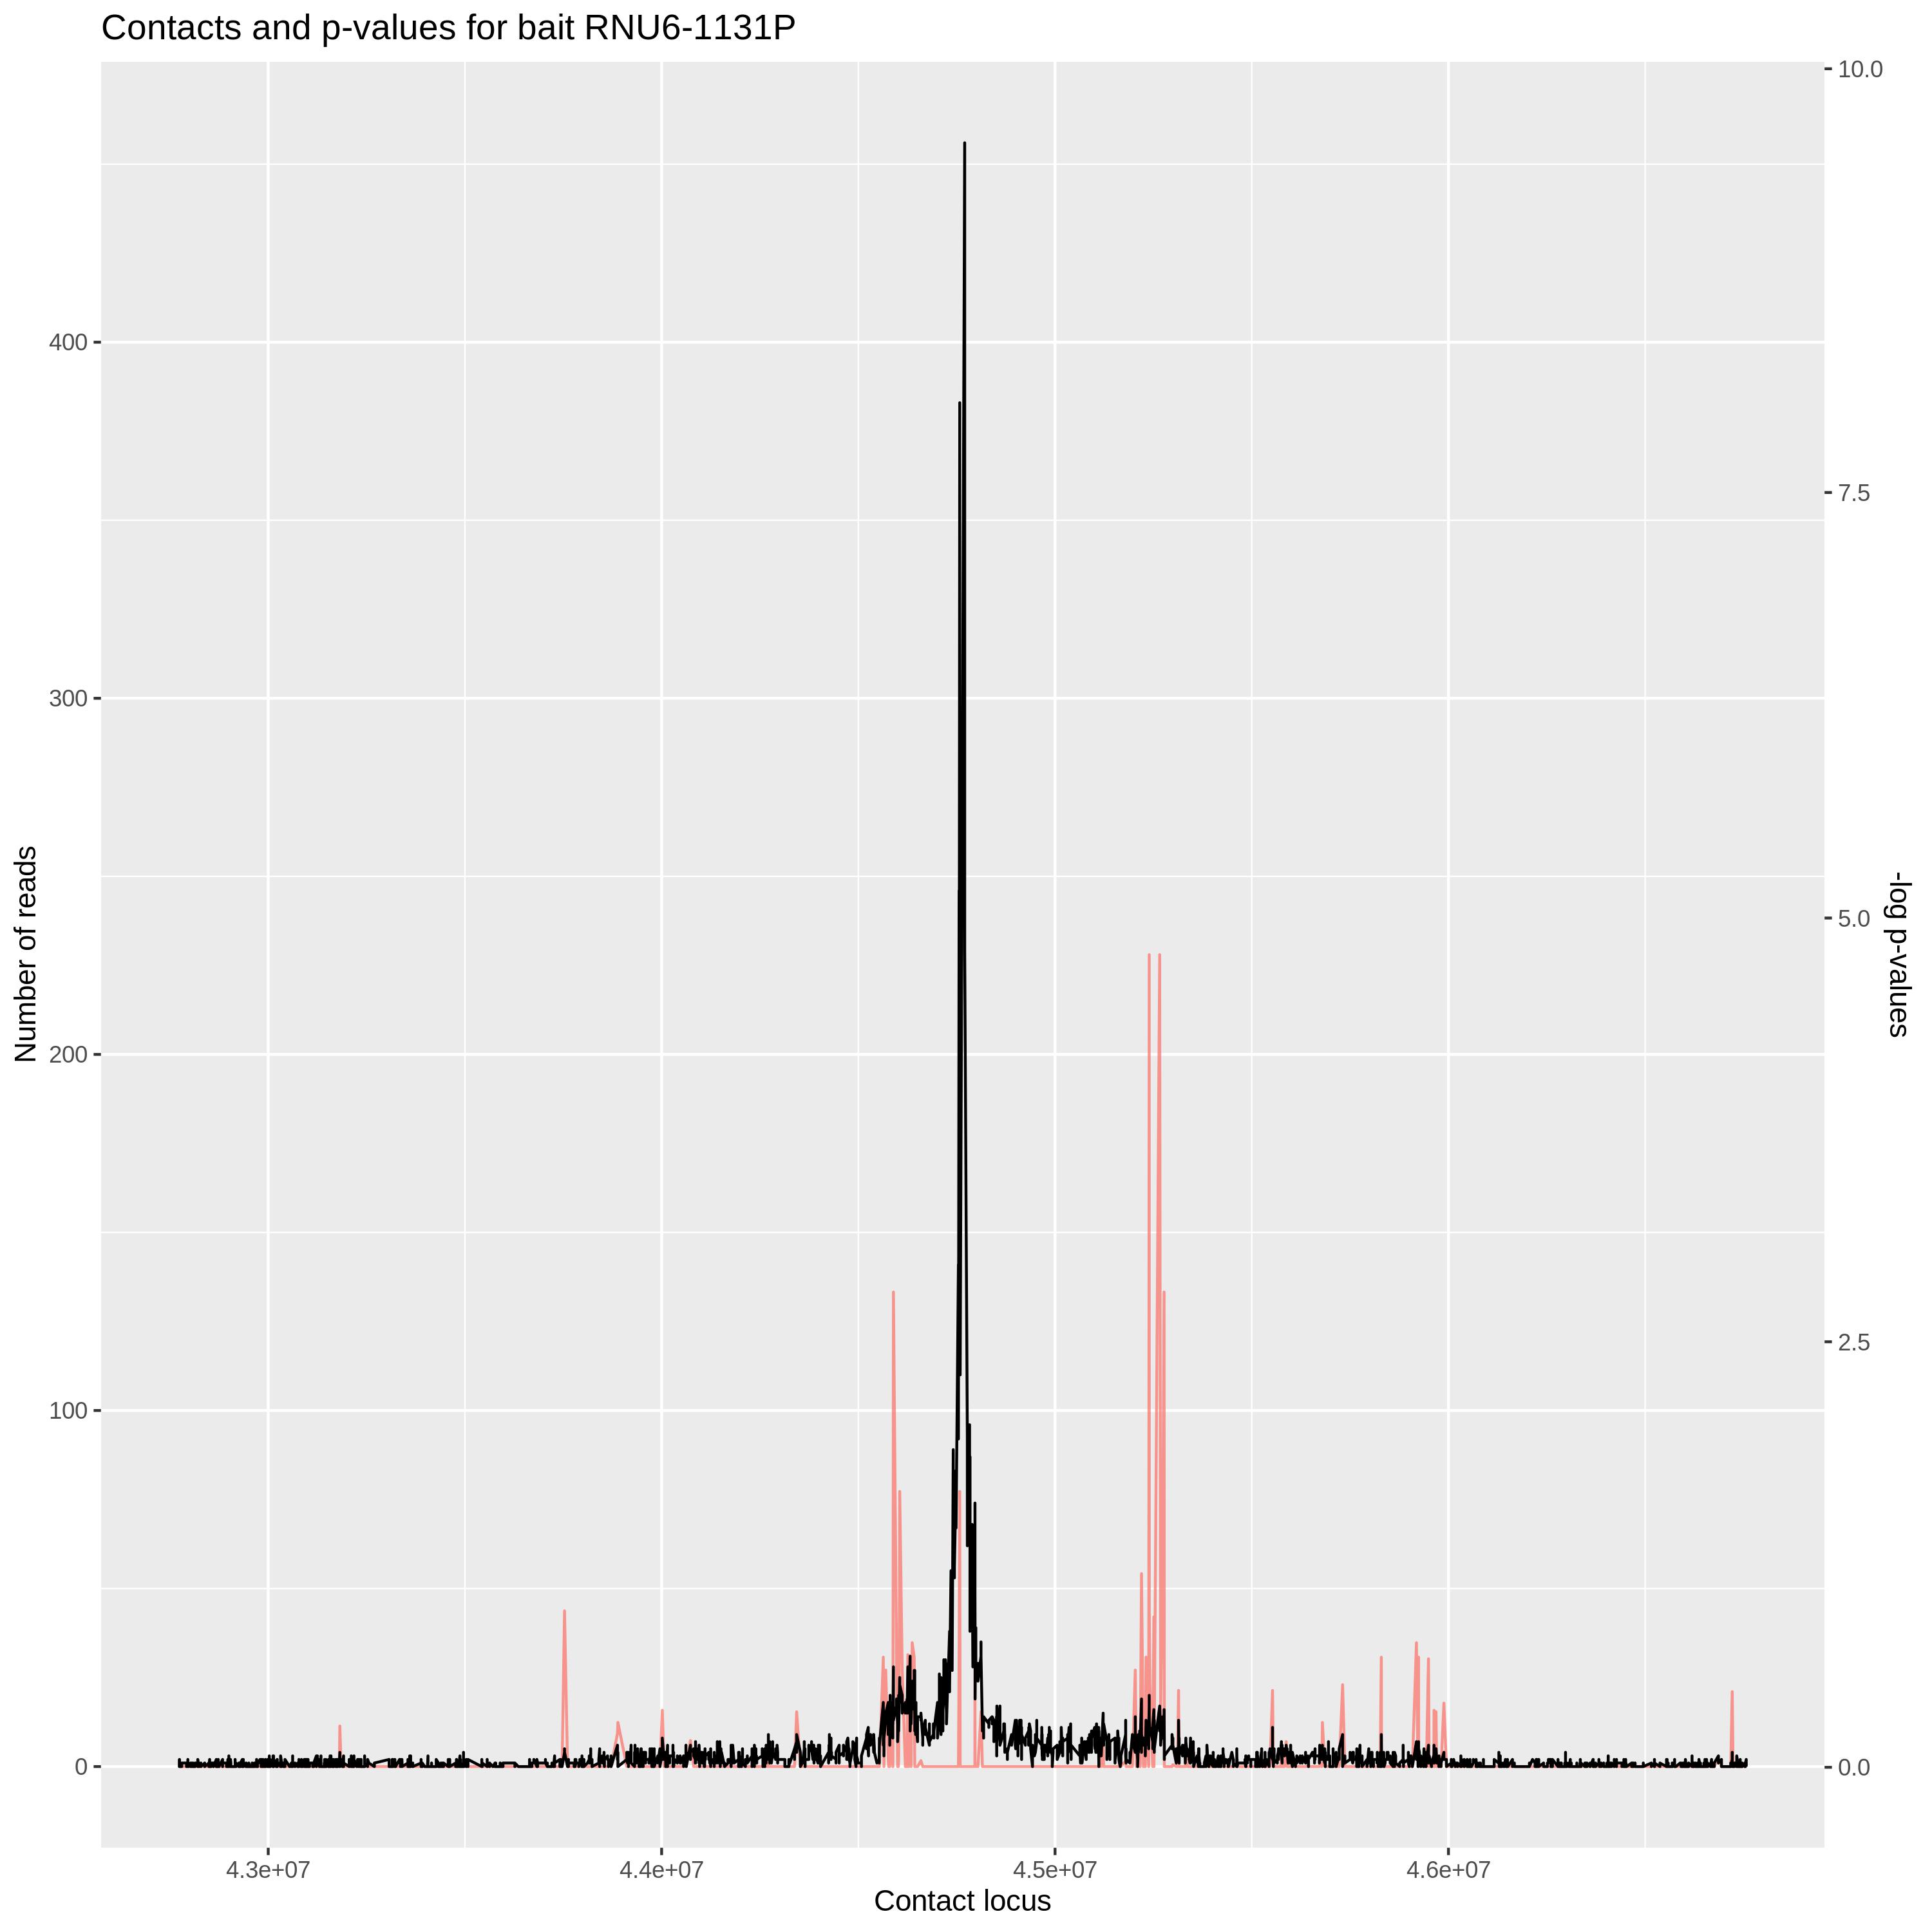 Contacts and p-values for bait RNU6-1131P
Number of reads
400
300
200
100
0
10.0
7.5
5.0
2.5
0.0
-log p-values
4.3e+07
4.4e+07
4.5e+07
4.6e+07
Contact locus